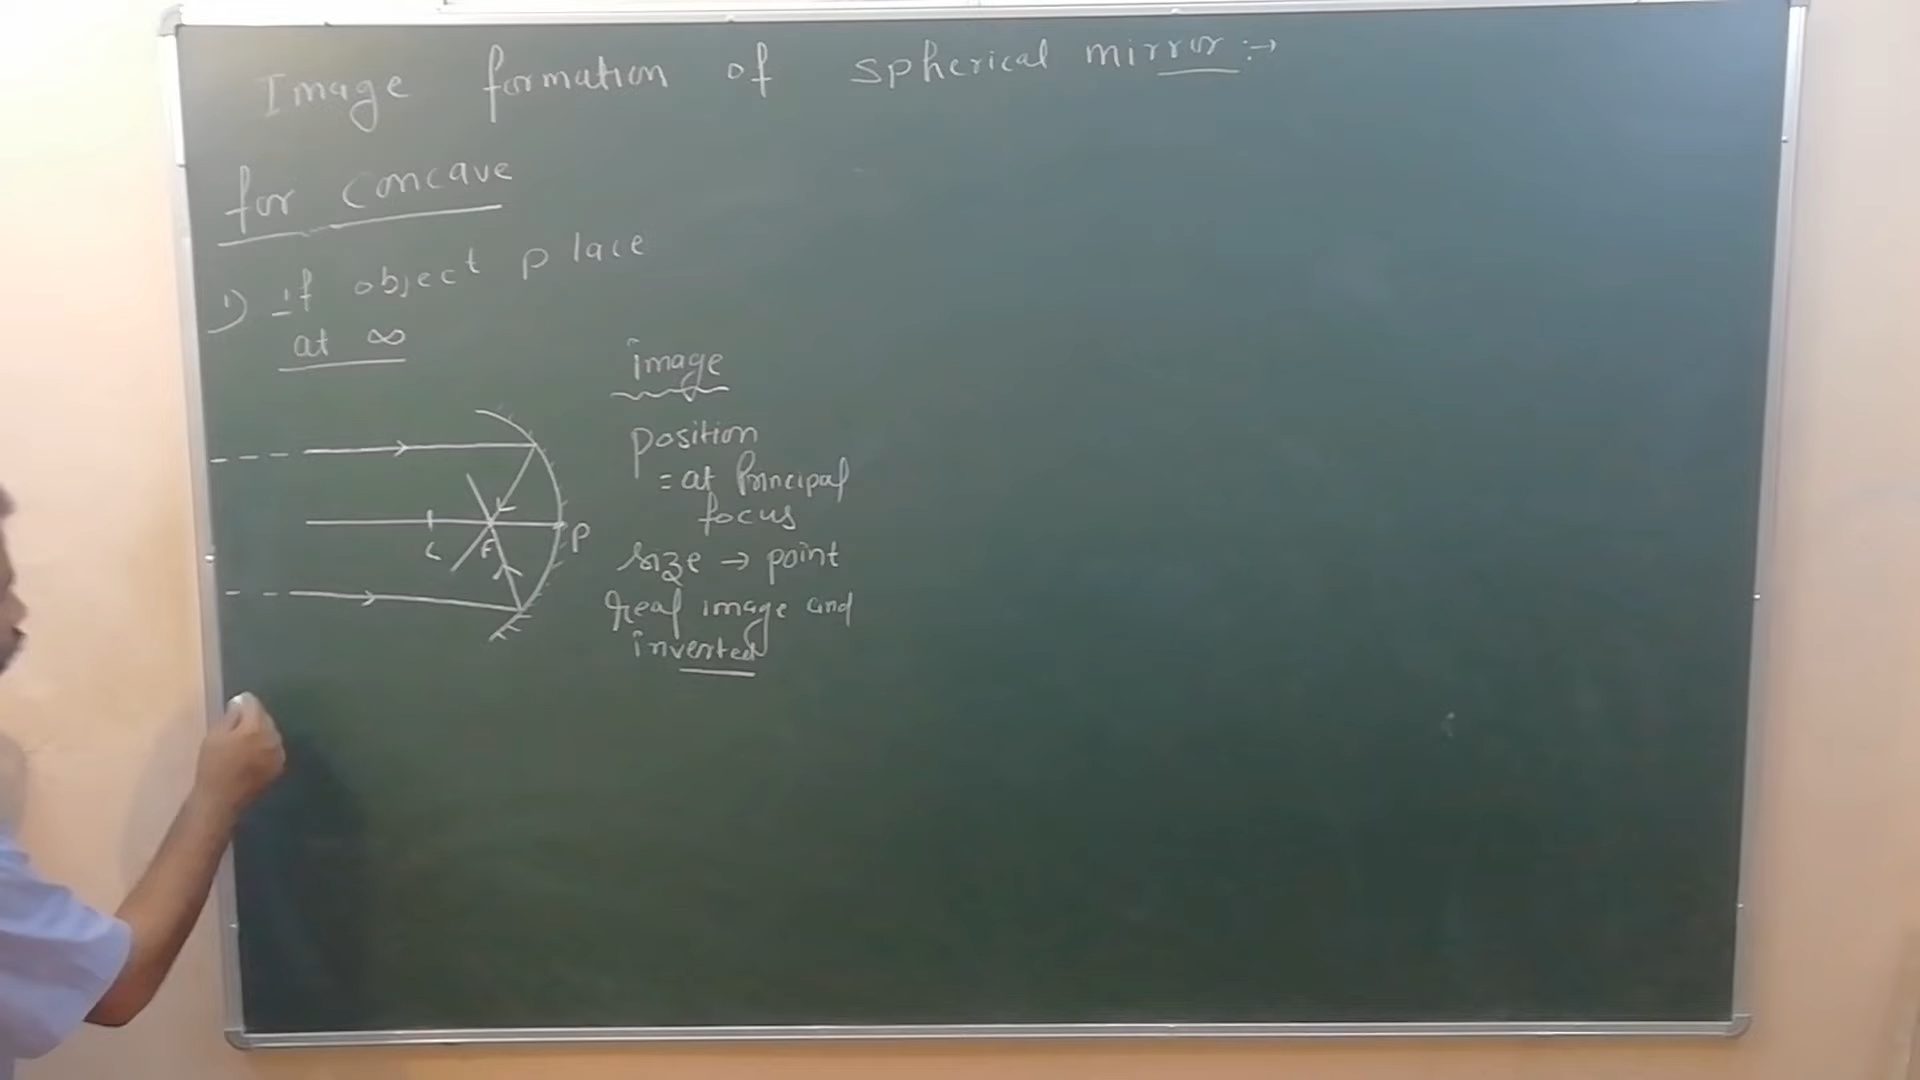 Image formation of spherical mirror :→
for concave
1) if object place
at ∞
image
position
= at Principal
focus
size → point
real image and
inverted
C F P